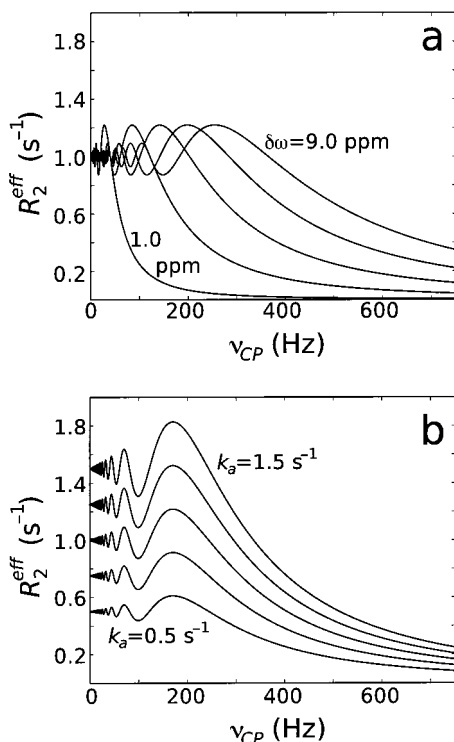 a
1.8
1.4
1.0
0.6
0.2
R₂ᵉᶠᶠ (s⁻¹)
δω=9.0 ppm
1.0
ppm
0 200 400 600
ν_CP (Hz)
b
1.8
1.4
1.0
0.6
0.2
R₂ᵉᶠᶠ (s⁻¹)
kₐ=1.5 s⁻¹
kₐ=0.5 s⁻¹
0 200 400 600
ν_CP (Hz)